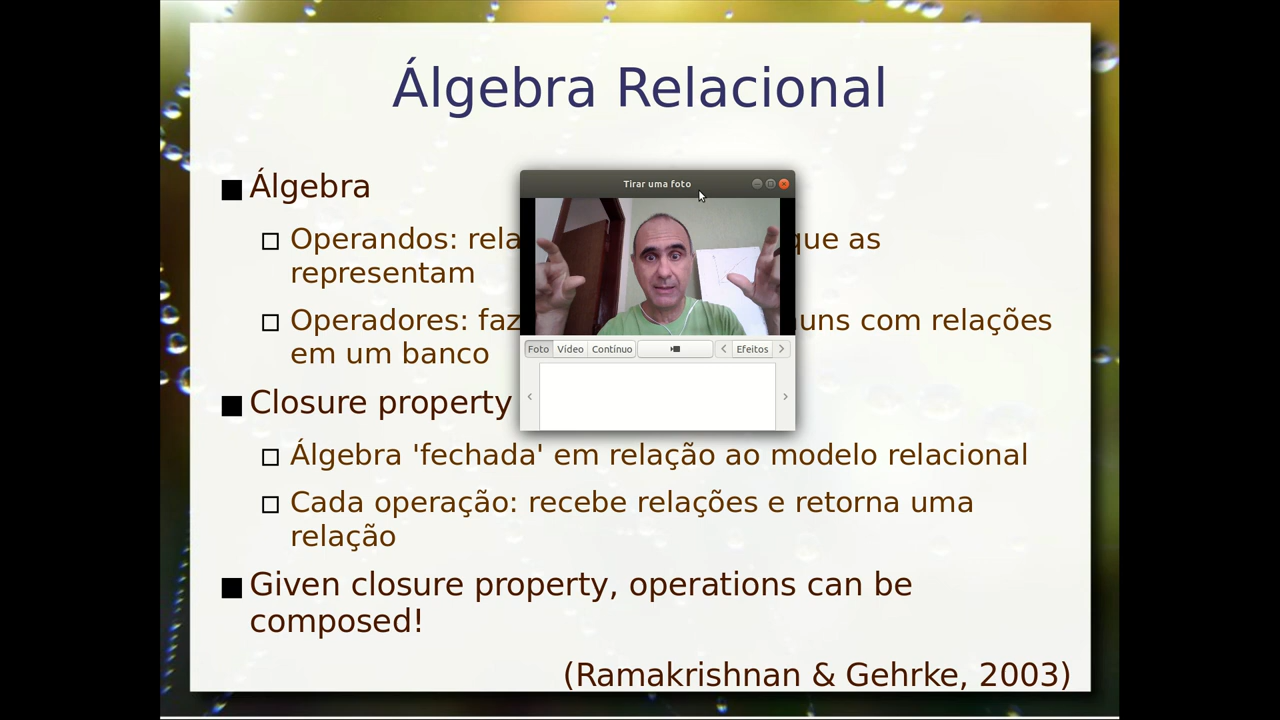 Álgebra Relacional
Álgebra
Operandos: rela que as
representam
Operadores: faz uns com relações
em um banco
Closure property
Álgebra 'fechada' em relação ao modelo relacional
Cada operação: recebe relações e retorna uma
relação
Given closure property, operations can be
composed!
(Ramakrishnan & Gehrke, 2003)
Tirar uma foto
Foto Vídeo Contínuo Efeitos